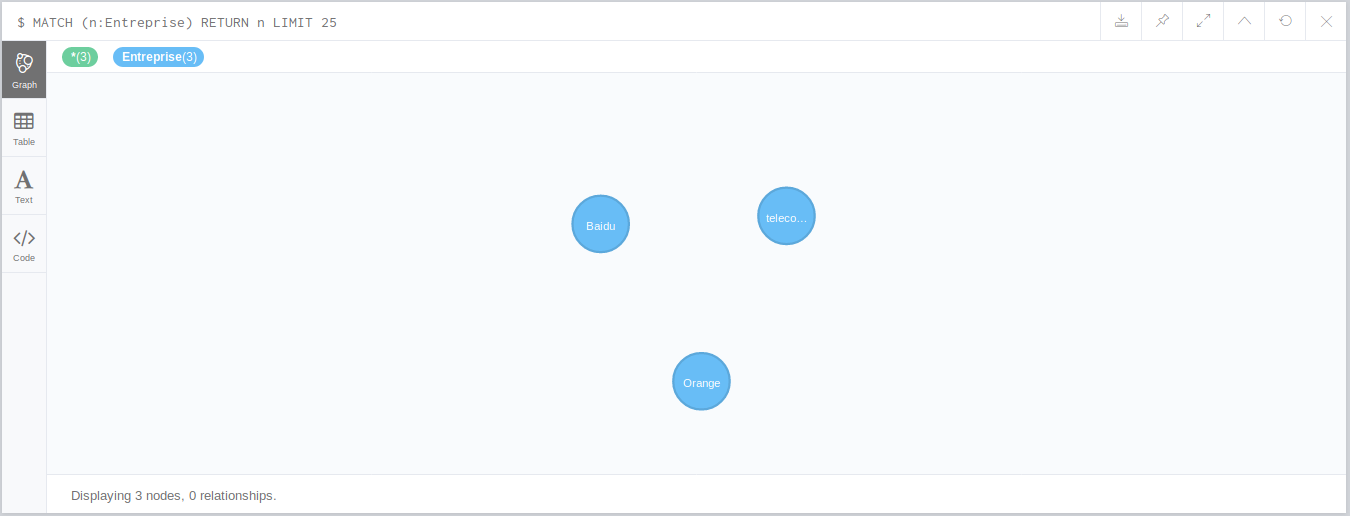 $ MATCH (n:Entreprise) RETURN n LIMIT 25
*(3) Entreprise(3)
Graph
Table
Text
Code
Baidu
teleco...
Orange
Displaying 3 nodes, 0 relationships.